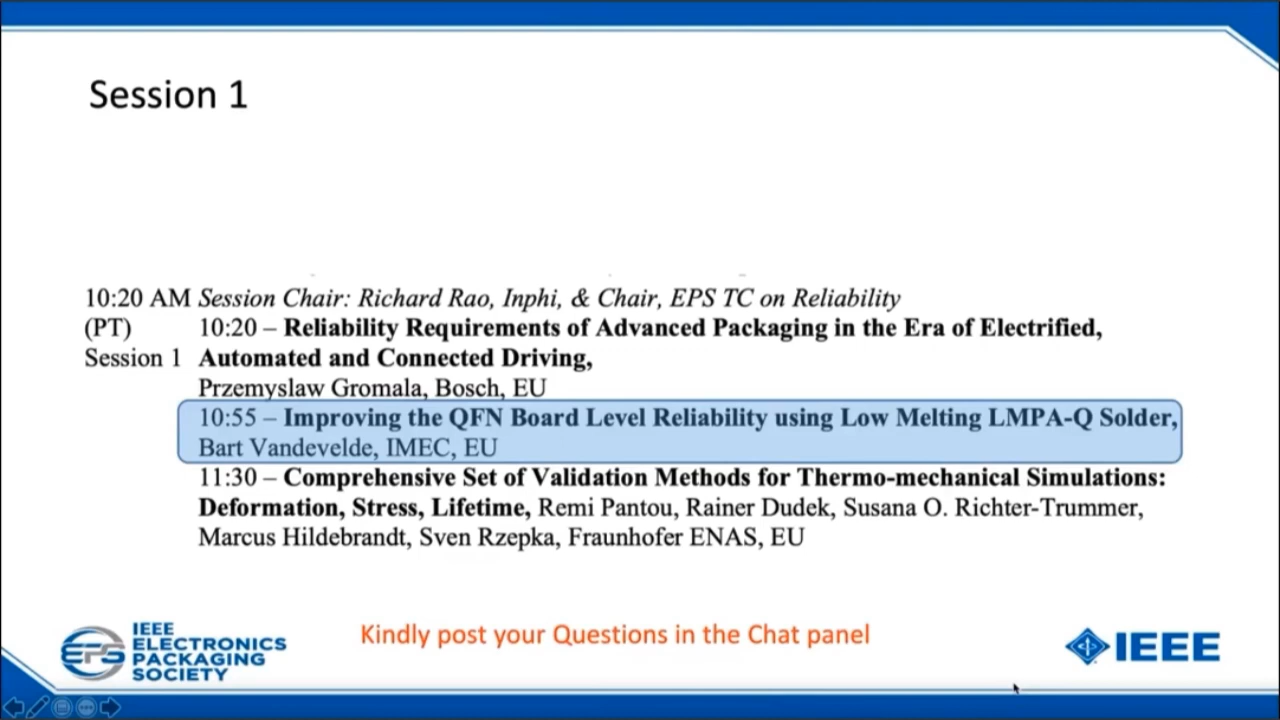 Session 1
10:20 AM Session Chair: Richard Rao, Inphi, & Chair, EPS TC on Reliability
(PT) 10:20 – Reliability Requirements of Advanced Packaging in the Era of Electrified,
Session 1 Automated and Connected Driving,
Przemyslaw Gromala, Bosch, EU
10:55 – Improving the QFN Board Level Reliability using Low Melting LMPA-Q Solder,
Bart Vandevelde, IMEC, EU
11:30 – Comprehensive Set of Validation Methods for Thermo-mechanical Simulations:
Deformation, Stress, Lifetime, Remi Pantou, Rainer Dudek, Susana O. Richter-Trummer,
Marcus Hildebrandt, Sven Rzepka, Fraunhofer ENAS, EU
Kindly post your Questions in the Chat panel
EPS
IEEE
ELECTRONICS
PACKAGING
SOCIETY
IEEE